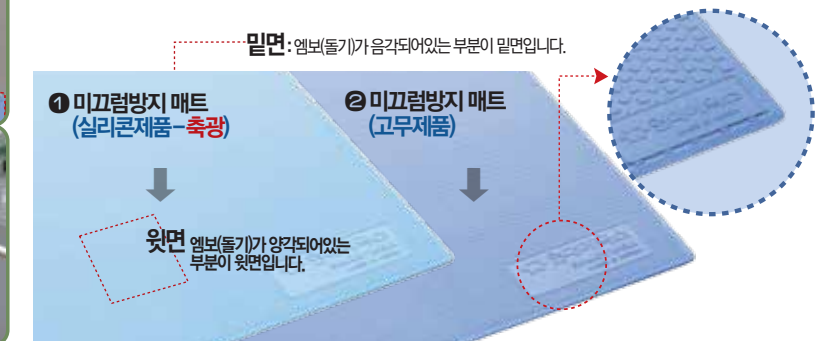 밑면 : 엠보(돌기)가 음각되어있는 부분이 밑면입니다.
❶ 미끄럼방지 매트
(실리콘제품-축광)
❷ 미끄럼방지 매트
(고무제품)
윗면 엠보(돌기)가 양각되어있는
부분이 윗면입니다.